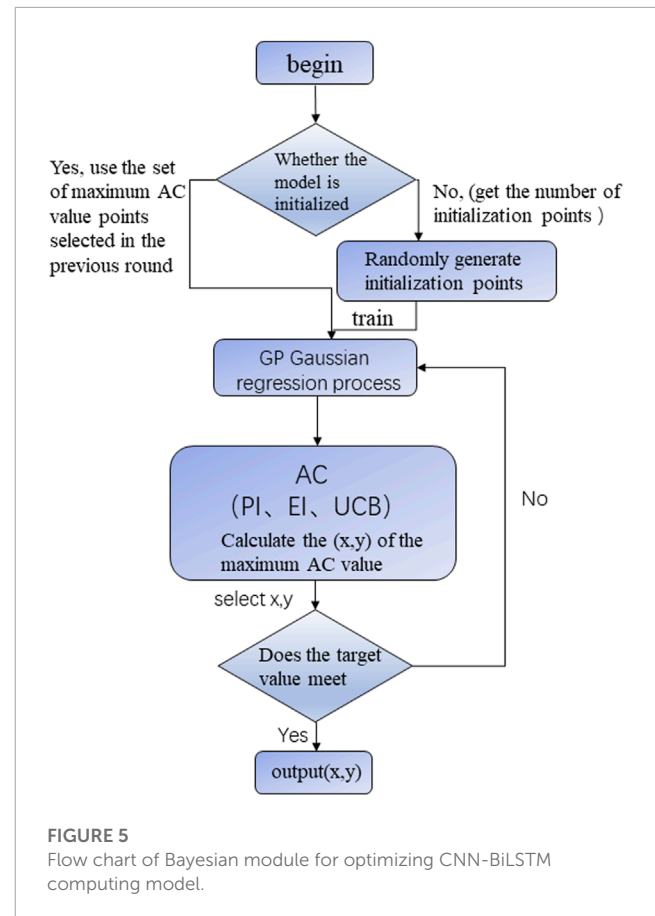 begin
Whether the
model is
initialized
Yes, use the set
of maximum AC
value points
selected in the
previous round
No, (get the number of
initialization points )
Randomly generate
initialization points
train
GP Gaussian
regression process
AC
(PI、EI、UCB)
Calculate the (x,y) of the
maximum AC value
No
select x,y
Does the target
value meet
Yes
output(x,y)
FIGURE 5
Flow chart of Bayesian module for optimizing CNN-BiLSTM
computing model.